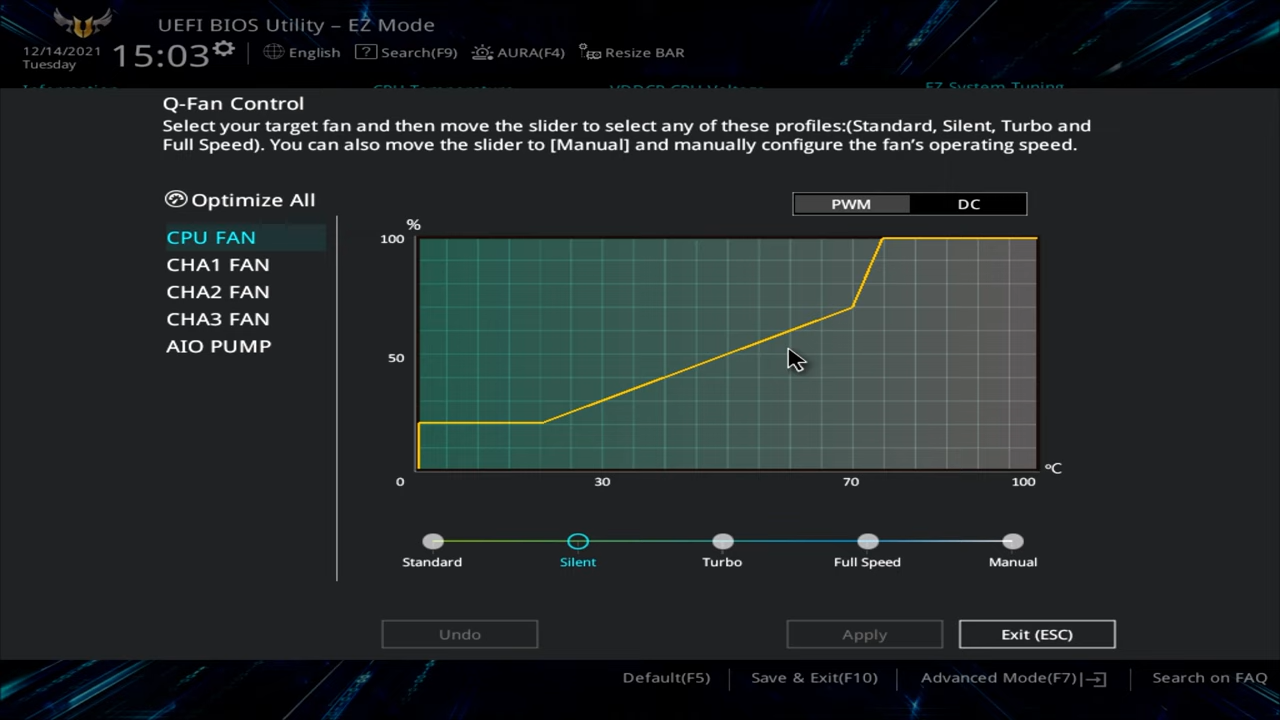 UEFI BIOS Utility – EZ Mode
12/14/2021
Tuesday
15:03
English
Search(F9)
AURA(F4)
Resize BAR
EZ System Tuning
Q-Fan Control
Select your target fan and then move the slider to select any of these profiles:(Standard, Silent, Turbo and
Full Speed). You can also move the slider to [Manual] and manually configure the fan's operating speed.
Optimize All
CPU FAN
CHA1 FAN
CHA2 FAN
CHA3 FAN
AIO PUMP
PWM
DC
%
100
50
0
30
70
100
ºC
Standard
Silent
Turbo
Full Speed
Manual
Undo
Apply
Exit (ESC)
Default(F5)
Save & Exit(F10)
Advanced Mode(F7)
Search on FAQ